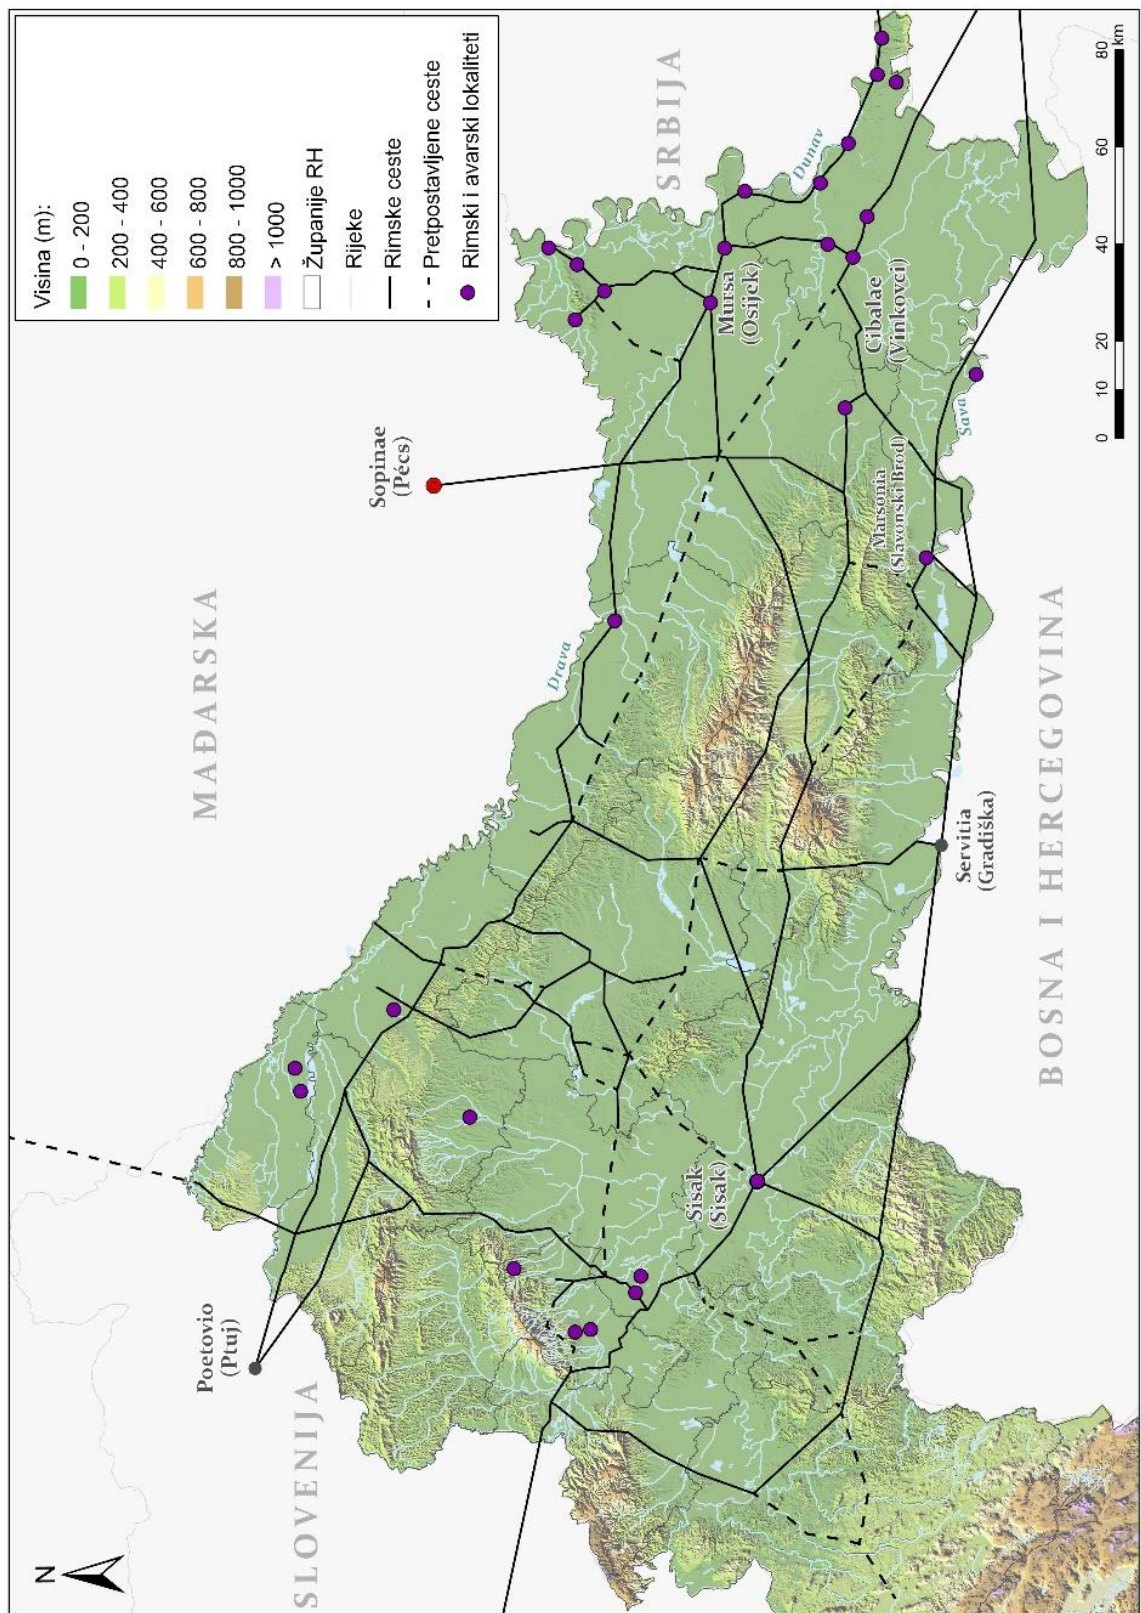 N
SLOVENIJA
MAĐARSKA
SRBIJA
BOSNA I HERCEGOVINA
Poetovio
(Ptuj)
Sopinae
(Pécs)
Drava
Dunav
Mursa
(Osijek)
Cibalae
(Vinkovci)
Marsonia
(Slavonski Brod)
Sava
Sisak
(Sisak)
Servitia
(Gradiška)
Visina (m):
0 - 200
200 - 400
400 - 600
600 - 800
800 - 1000
> 1000
Županije RH
Rijeke
Rimske ceste
Pretpostavljene ceste
Rimski i avarski lokaliteti
0 10 20 40 60 80
km